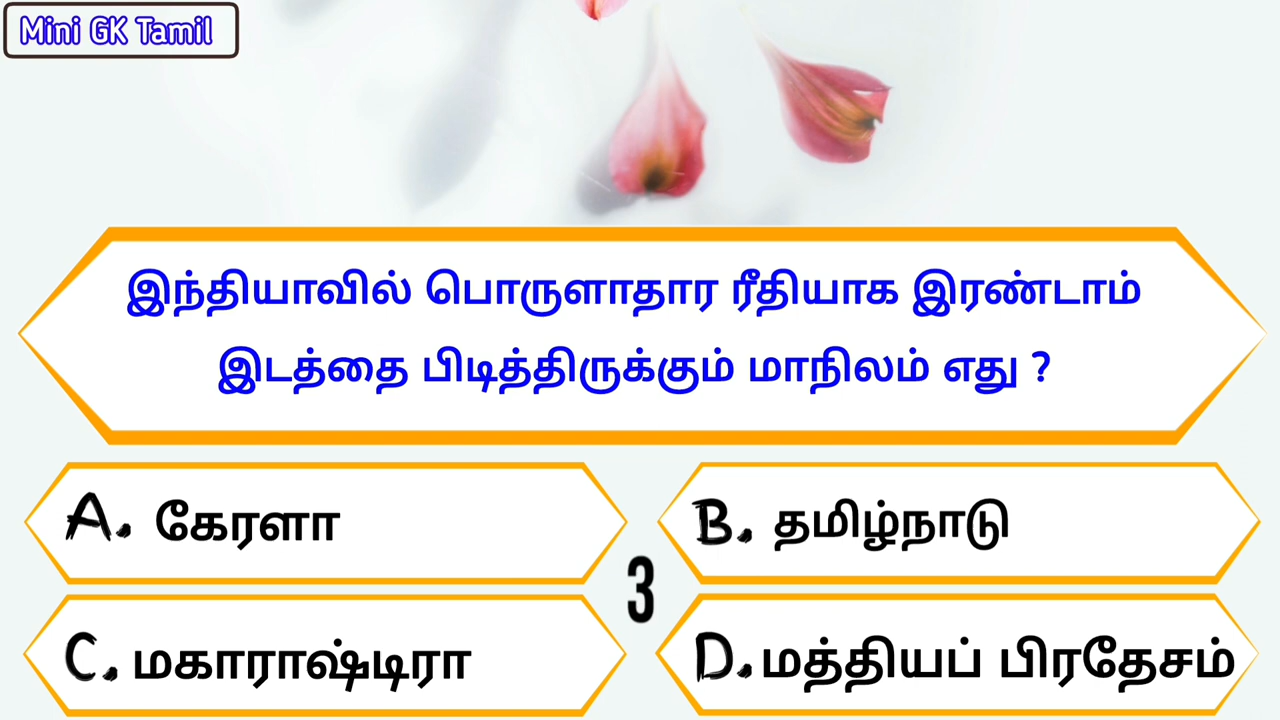 Mini GK Tamil
இந்தியாவில் பொருளாதார ரீதியாக இரண்டாம்
இடத்தை பிடித்திருக்கும் மாநிலம் எது ?
A. கேரளா
B. தமிழ்நாடு
3
C. மகாராஷ்டிரா
D. மத்தியப் பிரதேசம்